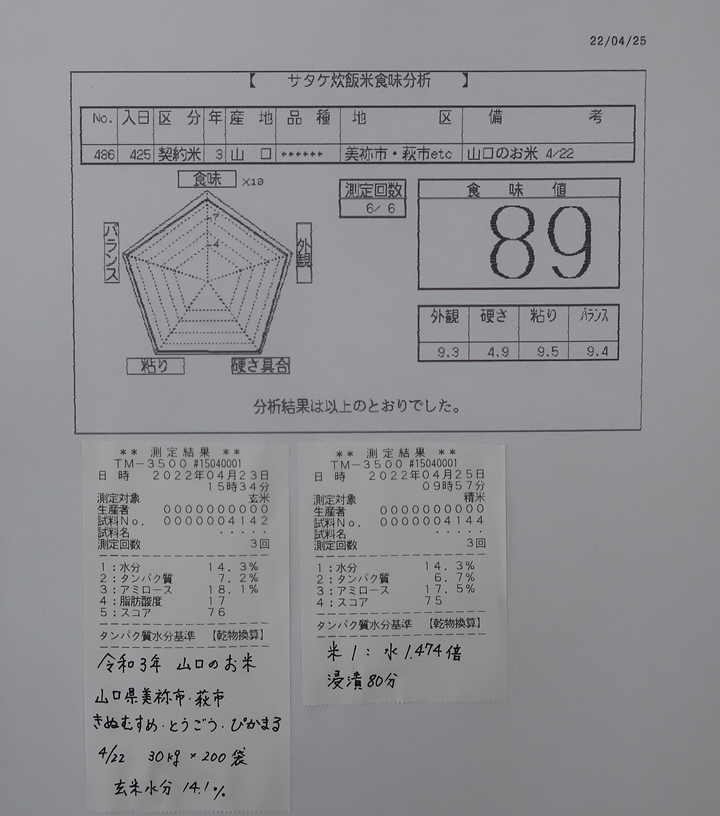 22/04/25
【 サタケ炊飯米食味分析 】
No. 入日 区分 年 産地 品種 地区 備考
486 425 契約米 3 山口 ****** 美祢市・萩市etc 山口のお米 4/22
食味 ×10
測定回数
6/ 6
食味値
89
バランス
外観
7
4
粘り
硬さ具合
外観 硬さ 粘り バランス
9.3 4.9 9.5 9.4
分析結果は以上のとおりでした。
** 測定結果 **
TM-3500 #15040001
日 時 2022年04月23日
15時34分
測定対象 玄米
生産者 0000000000
試料No. 0000004142
試料名 ・・・・・
測定回数 3回
1:水分 14.3%
2:タンパク質 7.2%
3:アミロース 18.1%
4:脂肪酸度 17
5:スコア 76
タンパク質水分基準 【乾物換算】
令和3年 山口のお米
山口県美祢市・萩市
きぬむすめ・とうごう・ぴかまる
4/22 30kg × 200袋
玄米水分 14.1%
** 測定結果 **
TM-3500 #15040001
日 時 2022年04月25日
09時57分
測定対象 精米
生産者 0000000000
試料No. 0000004144
試料名 ・・・・・
測定回数 3回
1:水分 14.3%
2:タンパク質 6.7%
3:アミロース 17.5%
4:スコア 75
タンパク質水分基準 【乾物換算】
米1:水1.474倍
浸漬80分